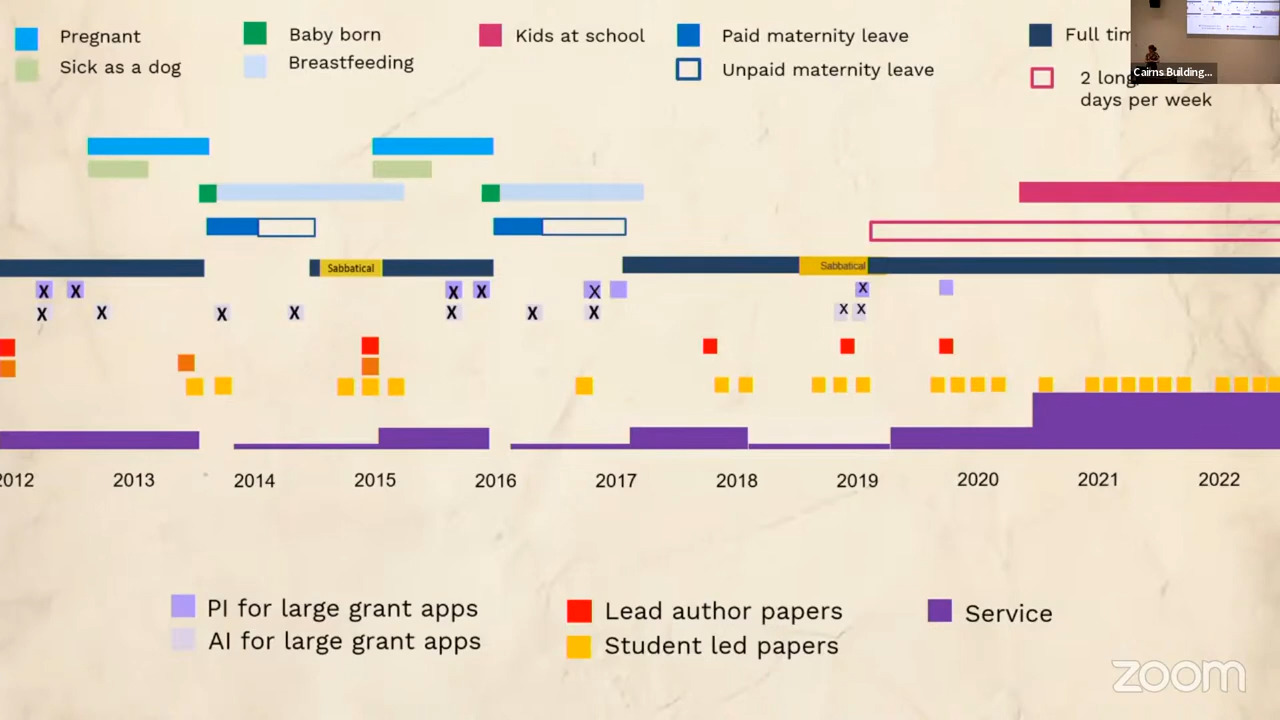 Pregnant
Sick as a dog
Baby born
Breastfeeding
Kids at school
Paid maternity leave
Unpaid maternity leave
Full tim
2 long
days per week
Cairns Building...
Sabbatical
Sabbatical
X X X X X X
X X X X X X X X X X
2012 2013 2014 2015 2016 2017 2018 2019 2020 2021 2022
PI for large grant apps
AI for large grant apps
Lead author papers
Student led papers
Service
zoom